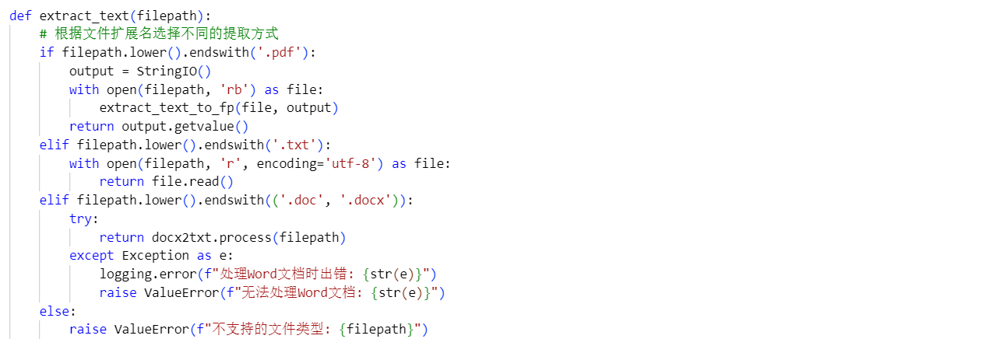 def extract_text(filepath):
    # 根据文件扩展名选择不同的提取方式
    if filepath.lower().endswith('.pdf'):
        output = StringIO()
        with open(filepath, 'rb') as file:
            extract_text_to_fp(file, output)
        return output.getvalue()
    elif filepath.lower().endswith('.txt'):
        with open(filepath, 'r', encoding='utf-8') as file:
            return file.read()
    elif filepath.lower().endswith(('.doc', '.docx')):
        try:
            return docx2txt.process(filepath)
        except Exception as e:
            logging.error(f"处理Word文档时出错: {str(e)}")
            raise ValueError(f"无法处理Word文档: {str(e)}")
    else:
        raise ValueError(f"不支持的文件类型: {filepath}")